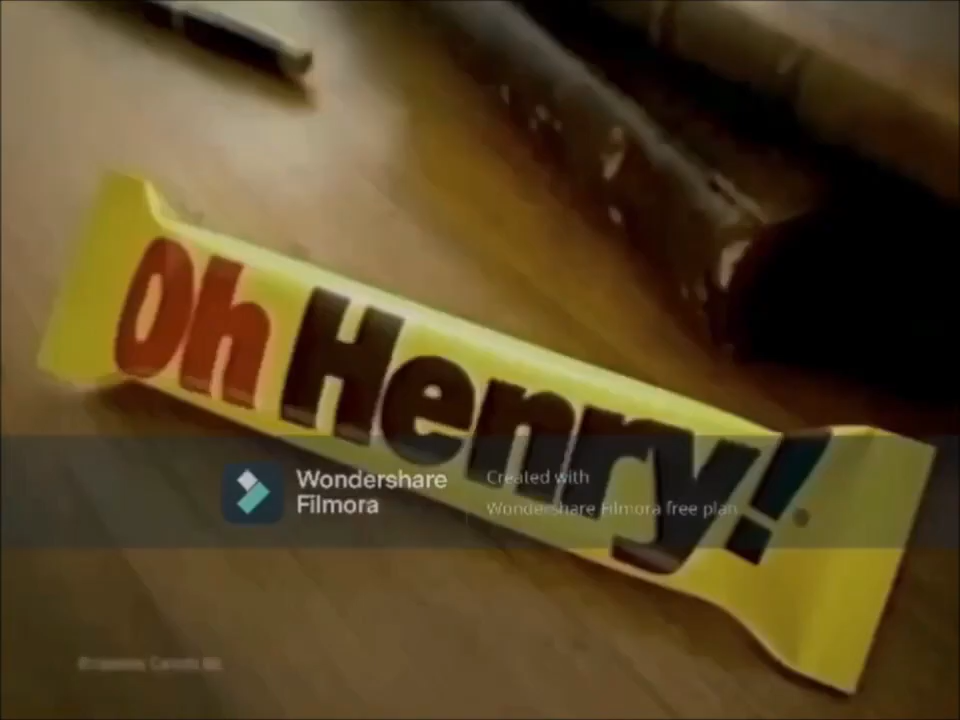 Oh Henry!
Wondershare
Filmora
Created with
Wondershare Filmora free plan